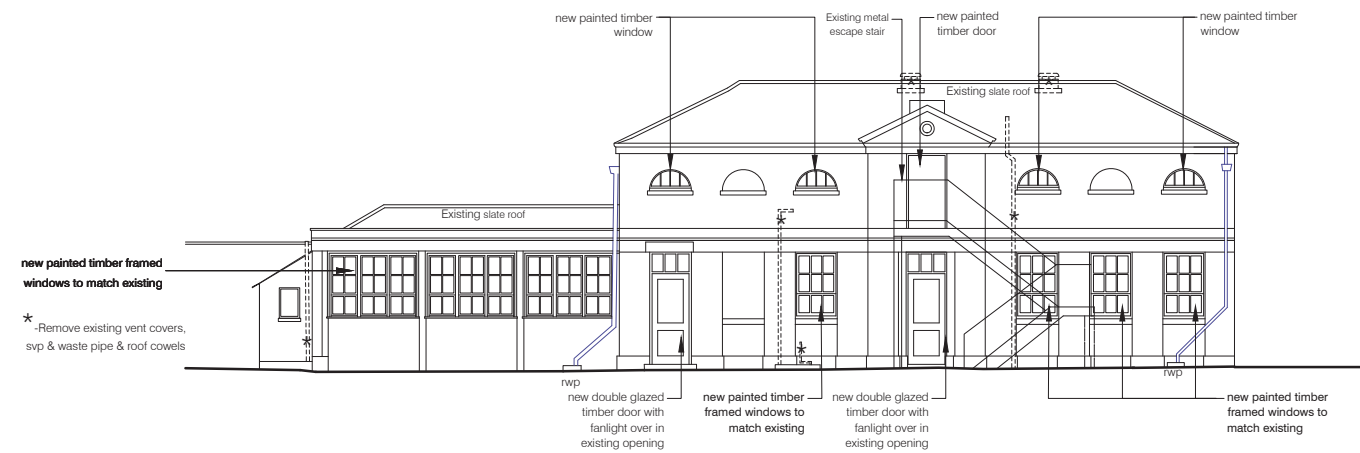 new painted timber
window
Existing metal
escape stair
new painted
timber door
new painted timber
window
Existing slate roof
Existing slate roof
new painted timber framed
windows to match existing
* -Remove existing vent covers,
svp & waste pipe & roof cowels
rwp
rwp
new double glazed
timber door with
fanlight over in
existing opening
new painted timber
framed windows to
match existing
new double glazed
timber door with
fanlight over in
existing opening
new painted timber
framed windows to
match existing